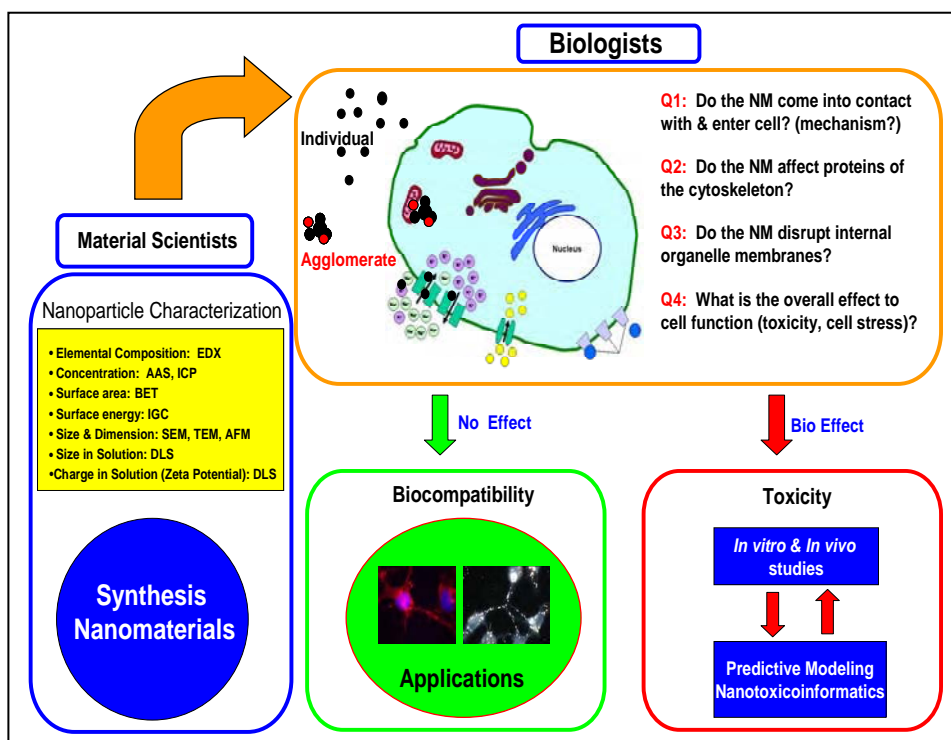 Biologists
Individual
Agglomerate
Nucleus
Q1: Do the NM come into contact
with & enter cell? (mechanism?)
Q2: Do the NM affect proteins of
the cytoskeleton?
Q3: Do the NM disrupt internal
organelle membranes?
Q4: What is the overall effect to
cell function (toxicity, cell stress)?
Material Scientists
Nanoparticle Characterization
• Elemental Composition: EDX
• Concentration: AAS, ICP
• Surface area: BET
• Surface energy: IGC
• Size & Dimension: SEM, TEM, AFM
• Size in Solution: DLS
• Charge in Solution (Zeta Potential): DLS
Synthesis
Nanomaterials
No Effect
Bio Effect
Biocompatibility
Applications
Toxicity
In vitro & In vivo
studies
Predictive Modeling
Nanotoxicoinformatics